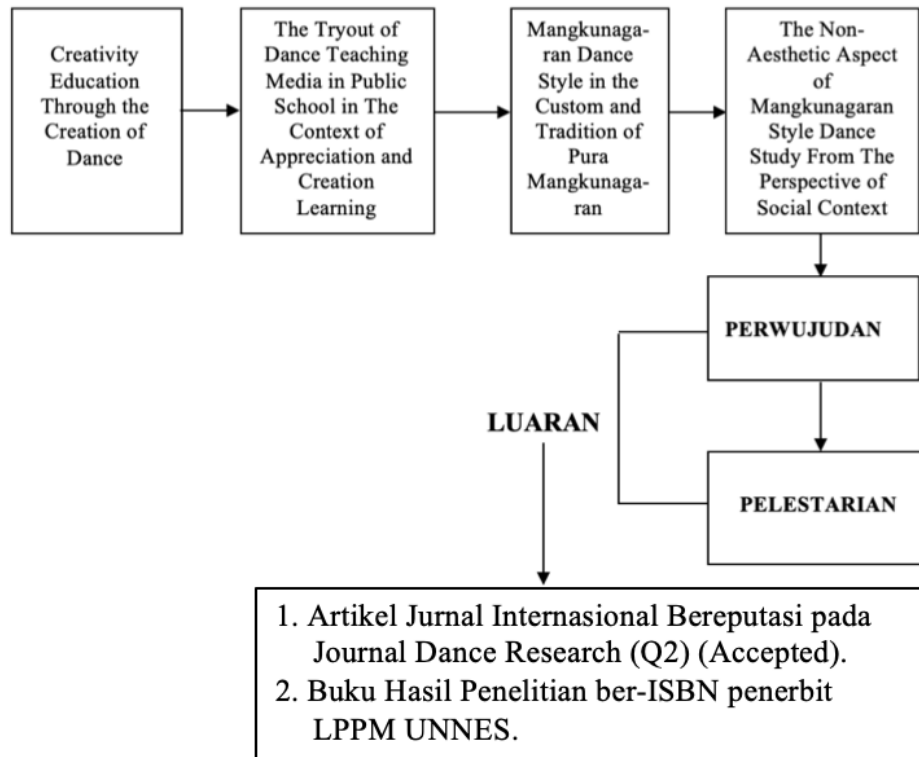 Creativity
Education
Through the
Creation of
Dance
The Tryout of
Dance Teaching
Media in Public
School in The
Context of
Appreciation and
Creation
Learning
Mangkunaga-
ran Dance
Style in the
Custom and
Tradition of
Pura
Mangkunaga-
ran
The Non-
Aesthetic Aspect
of
Mangkunagaran
Style Dance
Study From The
Perspective of
Social Context
PERWUJUDAN
LUARAN
PELESTARIAN
1. Artikel Jurnal Internasional Bereputasi pada
Journal Dance Research (Q2) (Accepted).
2. Buku Hasil Penelitian ber-ISBN penerbit
LPPM UNNES.